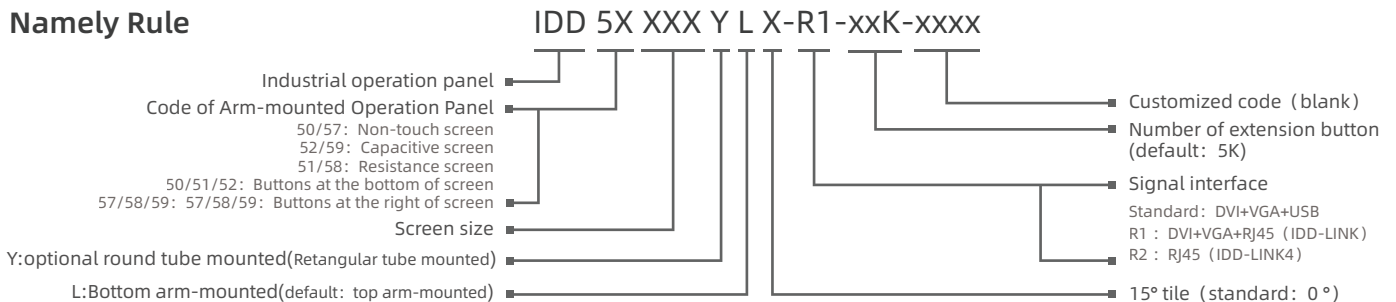 Namely Rule
IDD 5X XXX Y L X-R1-xxK-xxxx
Industrial operation panel
Code of Arm-mounted Operation Panel
50/57: Non-touch screen
52/59: Capacitive screen
51/58: Resistance screen
50/51/52: Buttons at the bottom of screen
57/58/59: 57/58/59: Buttons at the right of screen
Screen size
Y:optional round tube mounted(Retangular tube mounted)
L:Bottom arm-mounted(default: top arm-mounted)
Customized code (blank)
Number of extension button
(default: 5K)
Signal interface
Standard: DVI+VGA+USB
R1 : DVI+VGA+RJ45 (IDD-LINK)
R2 : RJ45 (IDD-LINK4)
15° tile (standard: 0°)